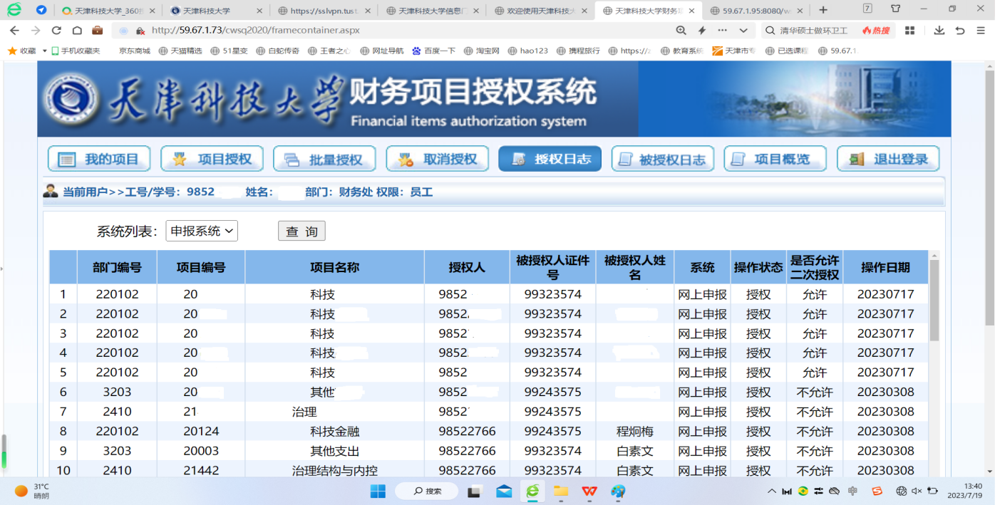 天津科技大学_360搜
天津科技大学
https://sslvpn.tust.
天津科技大学信息门
欢迎使用天津科技大
天津科技大学财务项
59.67.1.95:8080/w
7
http://59.67.1.73/cwsq2020/framecontainer.aspx
清华硕士做环卫工
热搜
收藏 手机收藏夹 京东商城 天猫精选 51星变 白蛇传奇 王者之心 网址导航 百度一下 淘宝网 hao123 携程旅行 https:// 教育系统 天津市专 已选课程 59.67.1
天津科技大学 财务项目授权系统
Financial items authorization system
我的项目 项目授权 批量授权 取消授权 授权日志 被授权日志 项目概览 退出登录
当前用户>>工号/学号：9852 姓名： 部门：财务处 权限：员工
系统列表： 申报系统 查 询
部门编号 项目编号 项目名称 授权人 被授权人证件号 被授权人姓名 系统 操作状态 是否允许二次授权 操作日期
1 220102 20 科技 9852 99323574 网上申报 授权 允许 20230717
2 220102 20 科技 9852 99323574 网上申报 授权 允许 20230717
3 220102 20 科技 9852 99323574 网上申报 授权 允许 20230717
4 220102 20 科技 9852 99323574 网上申报 授权 允许 20230717
5 220102 20 科技 9852 99323574 网上申报 授权 允许 20230717
6 3203 20 其他 9852 99243575 网上申报 授权 不允许 20230308
7 2410 21 治理 9852 99243575 网上申报 授权 不允许 20230308
8 220102 20124 科技金融 98522766 99243575 程炯梅 网上申报 授权 不允许 20230308
9 3203 20003 其他支出 98522766 99323574 白素文 网上申报 授权 不允许 20230308
10 2410 21442 治理结构与内控 98522766 99323574 白素文 网上申报 授权 不允许 20230308
31°C
晴朗
搜索
中
13:40
2023/7/19